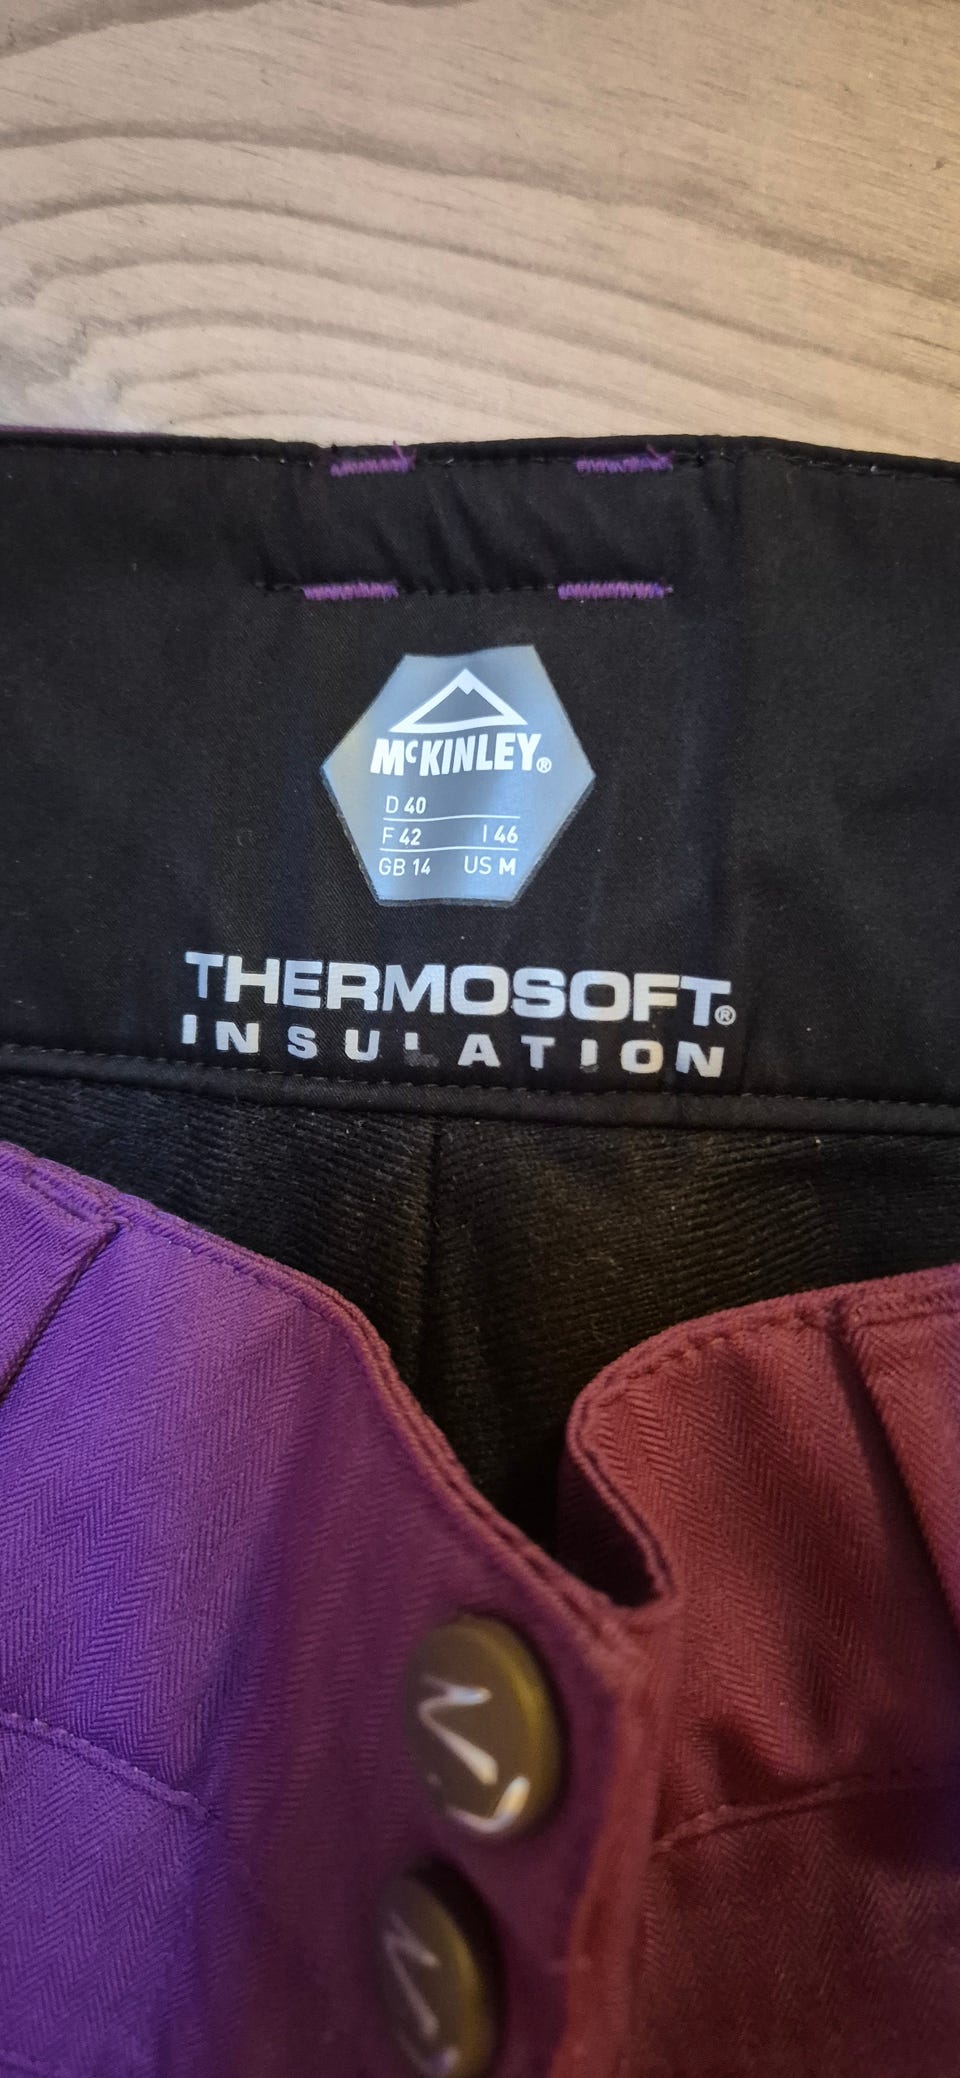 McKINLEY®
D 40
F 42 I 46
GB 14 US M
THERMOSOFT®
INSULATION